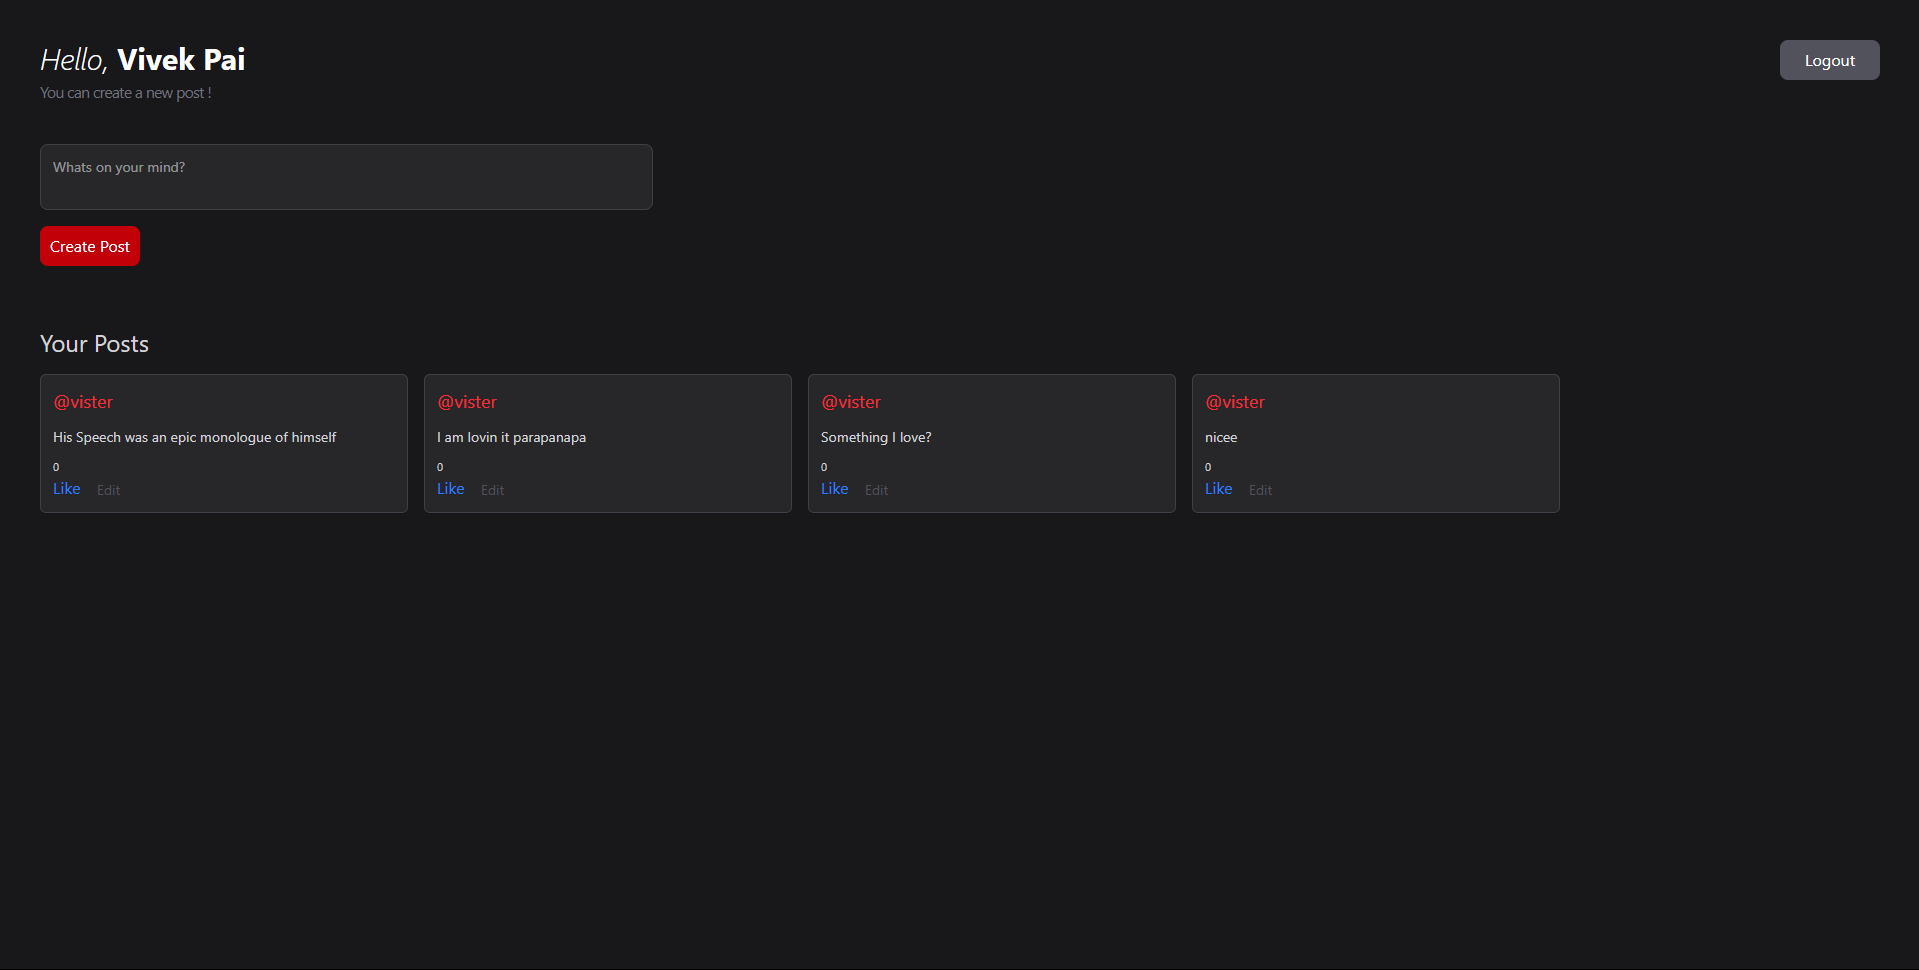 Hello, Vivek Pai
Logout
You can create a new post !
Whats on your mind?
Create Post
Your Posts
@vister
His Speech was an epic monologue of himself
0
Like Edit
@vister
I am lovin it parapanapa
0
Like Edit
@vister
Something I love?
0
Like Edit
@vister
nicee
0
Like Edit